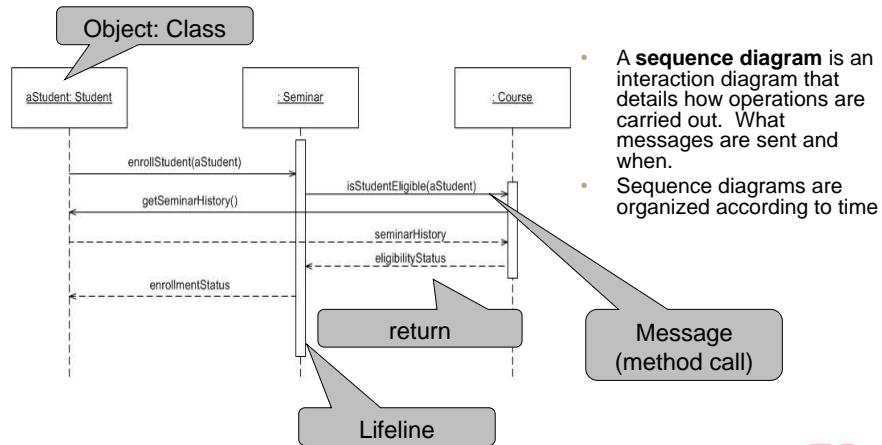 Object: Class
aStudent: Student
: Seminar
: Course
enrollStudent(aStudent)
isStudentEligible(aStudent)
getSeminarHistory()
seminarHistory
eligibilityStatus
enrollmentStatus
return
Message
(method call)
Lifeline
• A sequence diagram is an
interaction diagram that
details how operations are
carried out. What
messages are sent and
when.
• Sequence diagrams are
organized according to time